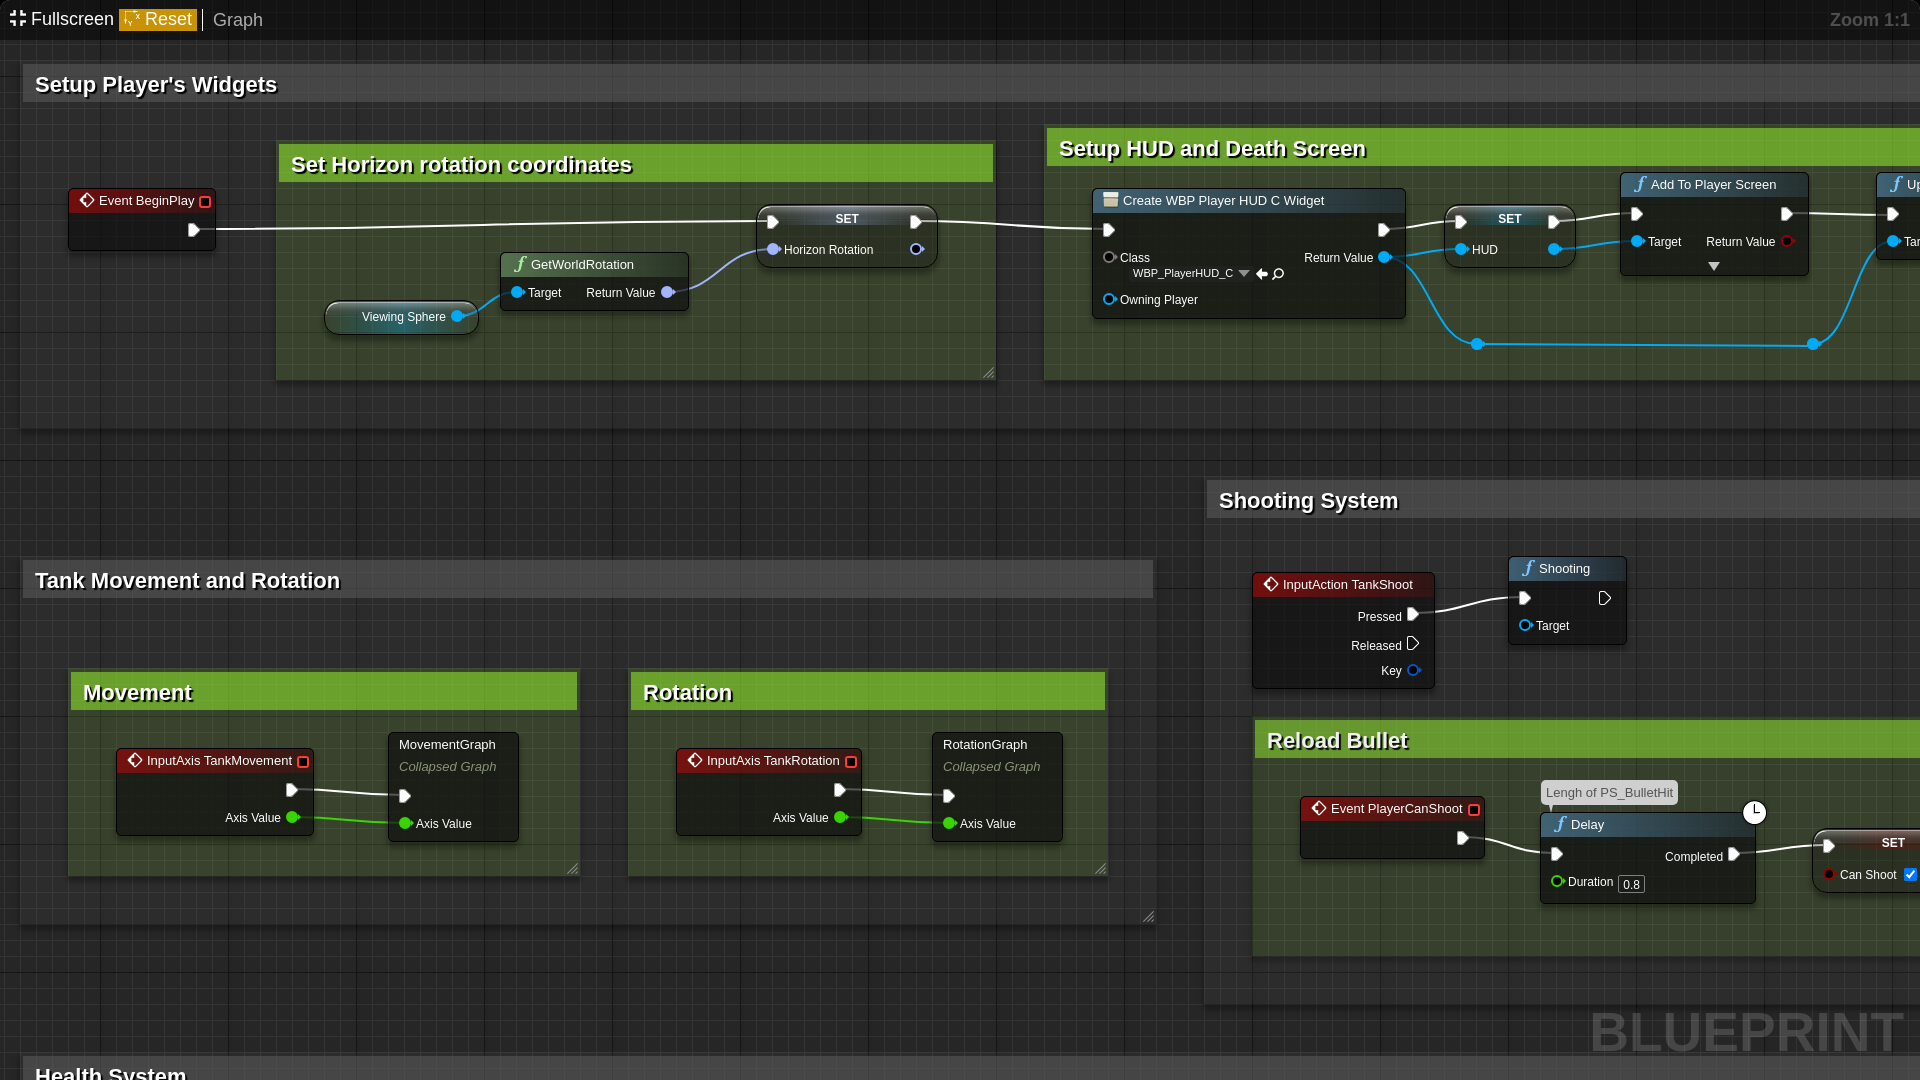 Fullscreen Reset Graph Zoom 1:1
Setup Player's Widgets
Set Horizon rotation coordinates
Event BeginPlay
SET
Horizon Rotation
GetWorldRotation
Target Return Value
Viewing Sphere
Setup HUD and Death Screen
Create WBP Player HUD C Widget
Class
WBP_PlayerHUD_C
Return Value
Owning Player
SET
HUD
Add To Player Screen
Target Return Value
Tank Movement and Rotation
Movement
InputAxis TankMovement
Axis Value
MovementGraph
Collapsed Graph
Axis Value
Rotation
InputAxis TankRotation
Axis Value
RotationGraph
Collapsed Graph
Axis Value
Shooting System
InputAction TankShoot
Pressed
Released
Key
Shooting
Target
Reload Bullet
Event PlayerCanShoot
Lengh of PS_BulletHit
Delay
Completed
Duration 0.8
SET
Can Shoot
BLUEPRINT
Health System